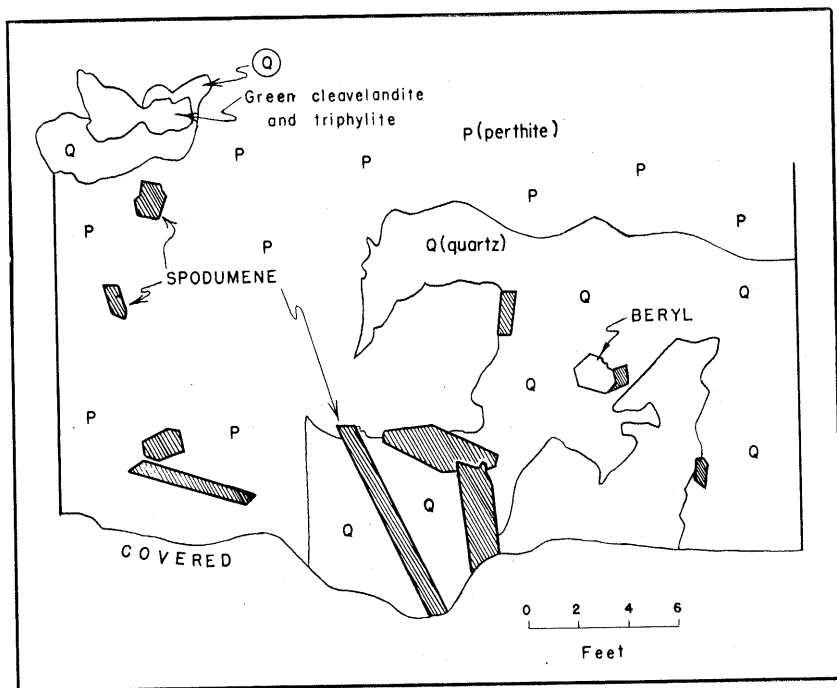 Q
Green cleavelandite
and triphylite
P (perthite)
Q
P
P
P
P
P
P
P
Q (quartz)
SPODUMENE
Q
Q
BERYL
Q
P
P
Q
Q
Q
COVERED
0 2 4 6
Feet